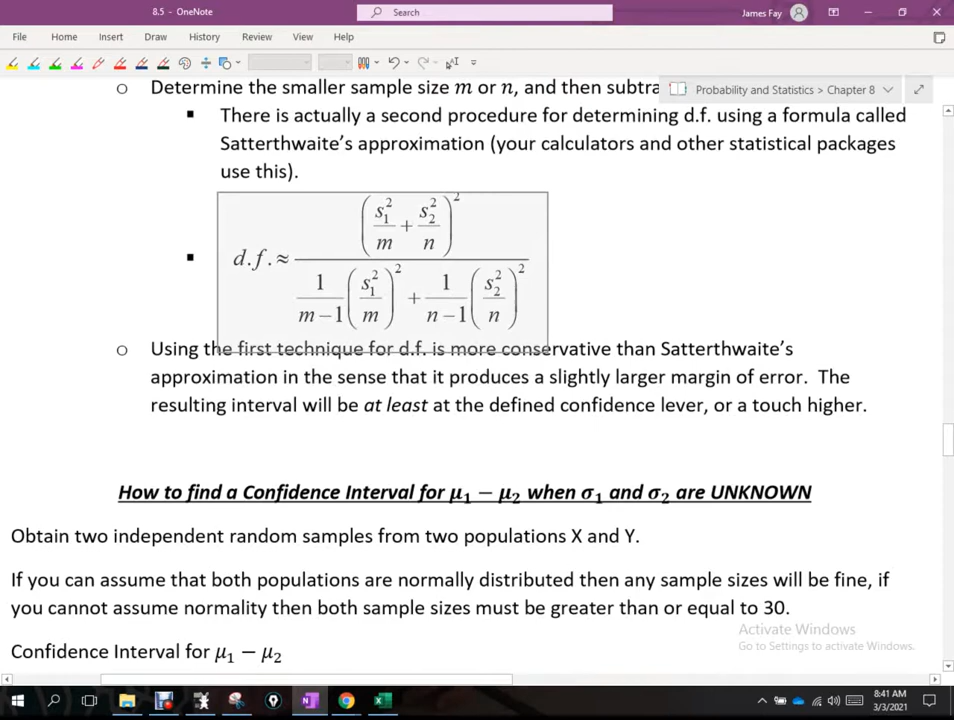 8.5 - OneNote
Search
James Fay
File Home Insert Draw History Review View Help
o Determine the smaller sample size m or n, and then subtra
Probability and Statistics > Chapter 8
▪ There is actually a second procedure for determining d.f. using a formula called
Satterthwaite's approximation (your calculators and other statistical packages
use this).
▪ d.f. ≈ (s₁²/m + s₂²/n)² / (1/(m−1) (s₁²/m)² + 1/(n−1) (s₂²/n)²)
o Using the first technique for d.f. is more conservative than Satterthwaite's
approximation in the sense that it produces a slightly larger margin of error. The
resulting interval will be at least at the defined confidence lever, or a touch higher.
How to find a Confidence Interval for μ₁ − μ₂ when σ₁ and σ₂ are UNKNOWN
Obtain two independent random samples from two populations X and Y.
If you can assume that both populations are normally distributed then any sample sizes will be fine, if
you cannot assume normality then both sample sizes must be greater than or equal to 30.
Activate Windows
Go to Settings to activate Windows.
Confidence Interval for μ₁ − μ₂
8:41 AM
3/3/2021